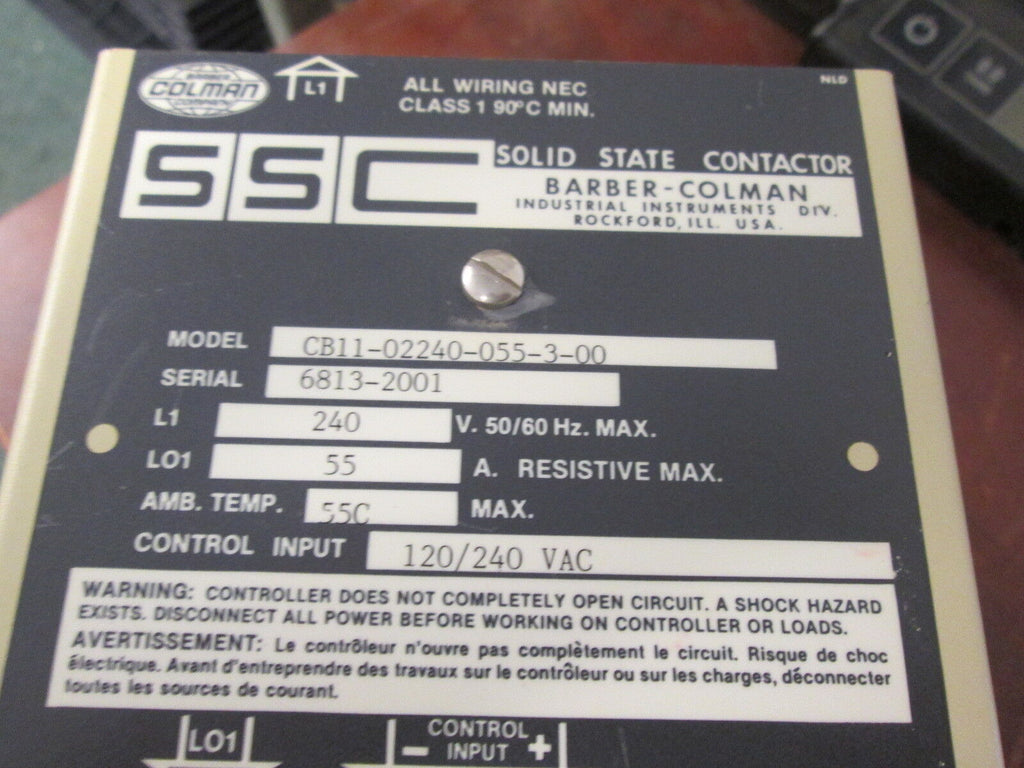 BARBER
COLMAN
COMPANY
L1
ALL WIRING NEC
CLASS 1 90°C MIN.
NLD
SSC
SOLID STATE CONTACTOR
BARBER-COLMAN
INDUSTRIAL INSTRUMENTS DIV.
ROCKFORD, ILL. USA.
MODEL CB11-02240-055-3-00
SERIAL 6813-2001
L1 240 V. 50/60 Hz. MAX.
LO1 55 A. RESISTIVE MAX.
AMB. TEMP. 55C MAX.
CONTROL INPUT 120/240 VAC
WARNING: CONTROLLER DOES NOT COMPLETELY OPEN CIRCUIT. A SHOCK HAZARD
EXISTS. DISCONNECT ALL POWER BEFORE WORKING ON CONTROLLER OR LOADS.
AVERTISSEMENT: Le contrôleur n'ouvre pas complètement le circuit. Risque de choc
électrique. Avant d'entreprendre des travaux sur le contrôleur ou sur les charges, déconnecter
toutes les sources de courant.
LO1
CONTROL
- INPUT +